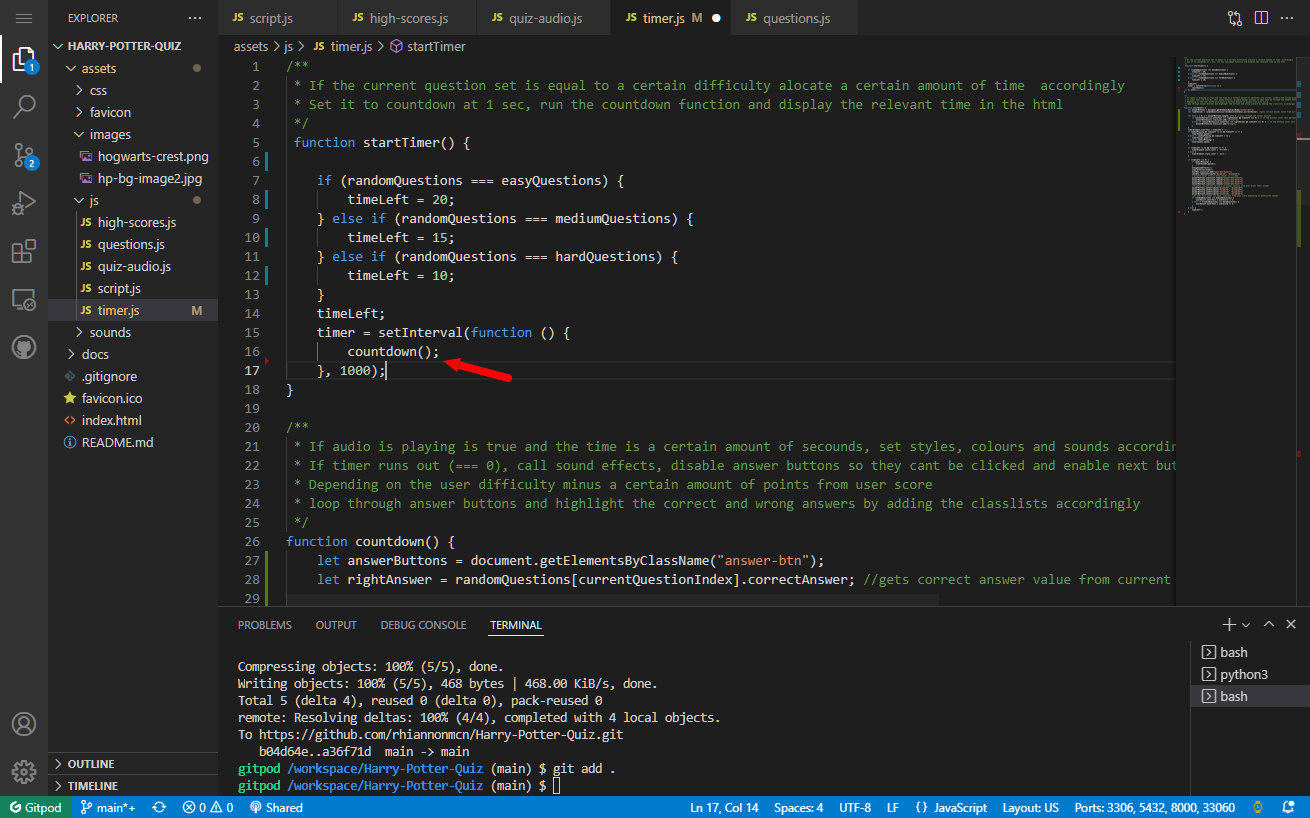 EXPLORER
HARRY-POTTER-QUIZ
assets
css
favicon
images
hogwarts-crest.png
hp-bg-image2.jpg
js
JS high-scores.js
JS questions.js
JS quiz-audio.js
JS script.js
JS timer.js M
sounds
docs
.gitignore
favicon.ico
index.html
README.md
OUTLINE
TIMELINE
1
2
JS script.js
JS high-scores.js
JS quiz-audio.js
JS timer.js M
JS questions.js
assets > js > JS timer.js > startTimer
1 /**
2 * If the current question set is equal to a certain difficulty alocate a certain amount of time  accordingly
3 * Set it to countdown at 1 sec, run the countdown function and display the relevant time in the html
4 */
5 function startTimer() {
6
7 if (randomQuestions === easyQuestions) {
8 timeLeft = 20;
9 } else if (randomQuestions === mediumQuestions) {
10 timeLeft = 15;
11 } else if (randomQuestions === hardQuestions) {
12 timeLeft = 10;
13 }
14 timeLeft;
15 timer = setInterval(function () {
16 countdown();
17 }, 1000);
18 }
19
20 /**
21 * If audio is playing is true and the time is a certain amount of seconds, set styles, colours and sounds accordin
22 * If timer runs out (=== 0), call sound effects, disable answer buttons so they cant be clicked and enable next but
23 * Depending on the user difficulty minus a certain amount of points from user score
24 * loop through answer buttons and highlight the correct and wrong answers by adding the classlists accordingly
25 */
26 function countdown() {
27 let answerButtons = document.getElementsByClassName("answer-btn");
28 let rightAnswer = randomQuestions[currentQuestionIndex].correctAnswer; //gets correct answer value from current
29
PROBLEMS OUTPUT DEBUG CONSOLE TERMINAL
Compressing objects: 100% (5/5), done.
Writing objects: 100% (5/5), 468 bytes | 468.00 KiB/s, done.
Total 5 (delta 4), reused 0 (delta 0), pack-reused 0
remote: Resolving deltas: 100% (4/4), completed with 4 local objects.
To https://github.com/rhiannonmcn/Harry-Potter-Quiz.git
b04d64e..a36f71d  main -> main
gitpod /workspace/Harry-Potter-Quiz (main) $ git add .
gitpod /workspace/Harry-Potter-Quiz (main) $
bash
python3
bash
Gitpod main*+ 0 0 Shared Ln 17, Col 14 Spaces: 4 UTF-8 LF {} JavaScript Layout: US Ports: 3306, 5432, 8000, 33060